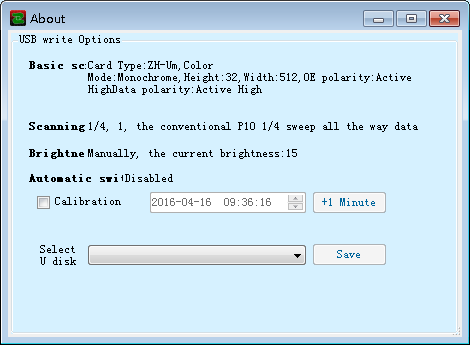 About
USB write Options
Basic sc:Card Type:ZH-Um,Color
Mode:Monochrome,Height:32,Width:512,OE polarity:Active
HighData polarity:Active High
Scanning 1/4, 1, the conventional P10 1/4 sweep all the way data
Brightne Manually, the current brightness:15
Automatic swi Disabled
Calibration 2016-04-16 09:36:16 +1 Minute
Select
U disk
Save